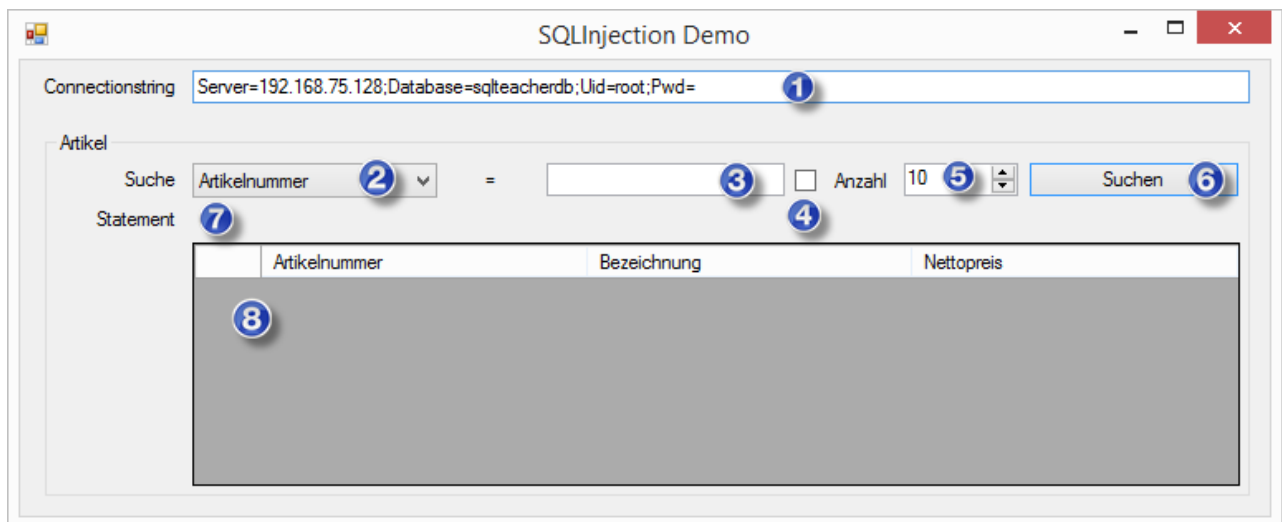 SQLInjection Demo
Connectionstring Server=192.168.75.128;Database=sqlteacherdb;Uid=root;Pwd= 1
Artikel
Suche Artikelnummer 2 = 3 Anzahl 10 5 Suchen 6
Statement 7 4
Artikelnummer Bezeichnung Nettopreis
8